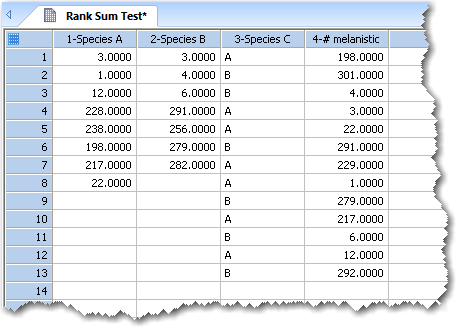 Rank Sum Test*
1-Species A 2-Species B 3-Species C 4-# melanistic
1 3.0000 3.0000 A 198.0000
2 1.0000 4.0000 B 301.0000
3 12.0000 6.0000 B 4.0000
4 228.0000 291.0000 A 3.0000
5 238.0000 256.0000 A 22.0000
6 198.0000 279.0000 B 291.0000
7 217.0000 282.0000 A 229.0000
8 22.0000 A 1.0000
9 B 279.0000
10 A 217.0000
11 B 6.0000
12 A 12.0000
13 B 292.0000
14